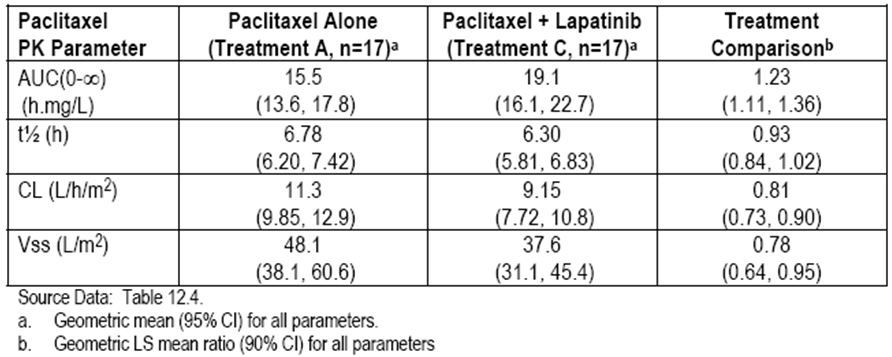 Paclitaxel Paclitaxel Alone Paclitaxel + Lapatinib Treatment
PK Parameter (Treatment A, n=17)ᵃ (Treatment C, n=17)ᵃ Comparisonᵇ
AUC(0-∞) 15.5 19.1 1.23
(h.mg/L) (13.6, 17.8) (16.1, 22.7) (1.11, 1.36)
t½ (h) 6.78 6.30 0.93
(6.20, 7.42) (5.81, 6.83) (0.84, 1.02)
CL (L/h/m²) 11.3 9.15 0.81
(9.85, 12.9) (7.72, 10.8) (0.73, 0.90)
Vss (L/m²) 48.1 37.6 0.78
(38.1, 60.6) (31.1, 45.4) (0.64, 0.95)
Source Data: Table 12.4.
a. Geometric mean (95% CI) for all parameters.
b. Geometric LS mean ratio (90% CI) for all parameters